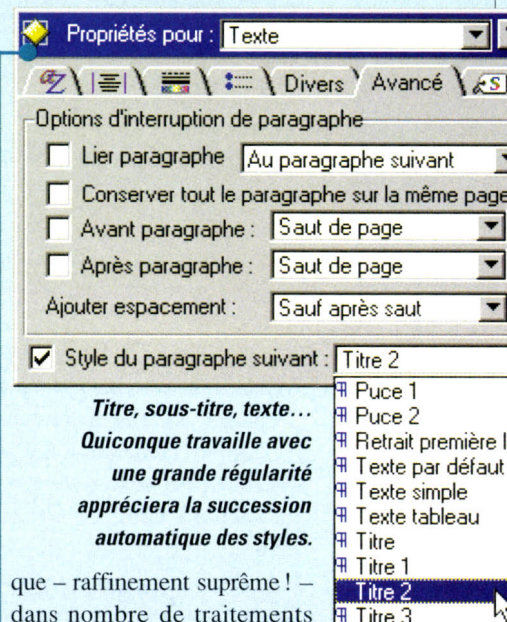 Propriétés pour : Texte
Divers Avancé S
Options d'interruption de paragraphe
Lier paragraphe Au paragraphe suivant
Conserver tout le paragraphe sur la même page
Avant paragraphe : Saut de page
Après paragraphe : Saut de page
Ajouter espacement : Sauf après saut
Style du paragraphe suivant : Titre 2
Puce 1
Puce 2
Retrait première l
Texte par défaut
Texte simple
Texte tableau
Titre
Titre 1
Titre 2
Titre 3
Titre, sous-titre, texte...
Quiconque travaille avec
une grande régularité
appréciera la succession
automatique des styles.
que – raffinement suprême ! –
dans nombre de traitements